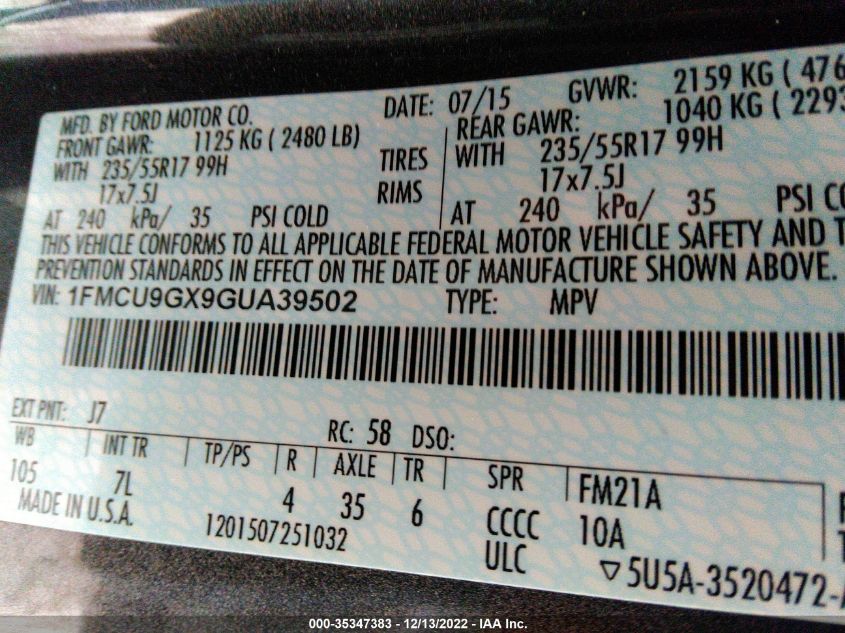 MFD. BY FORD MOTOR CO. DATE: 07/15 GVWR: 2159 KG ( 476
FRONT GAWR: 1125 KG ( 2480 LB) REAR GAWR: 1040 KG ( 2293
WITH 235/55R17 99H TIRES WITH 235/55R17 99H
17x7.5J RIMS 17x7.5J
AT 240 kPa/ 35 PSI COLD AT 240 kPa/ 35 PSI CO
THIS VEHICLE CONFORMS TO ALL APPLICABLE FEDERAL MOTOR VEHICLE SAFETY AND T
PREVENTION STANDARDS IN EFFECT ON THE DATE OF MANUFACTURE SHOWN ABOVE.
VIN: 1FMCU9GX9GUA39502 TYPE: MPV
EXT PNT: J7 RC: 58 DSO:
WB INT TR TP/PS R AXLE TR SPR FM21A
105 7L 4 35 6 CCCC 10A
MADE IN U.S.A. 1201507251032 ULC ▽5U5A-3520472-
000-35347383 - 12/13/2022 - IAA Inc.